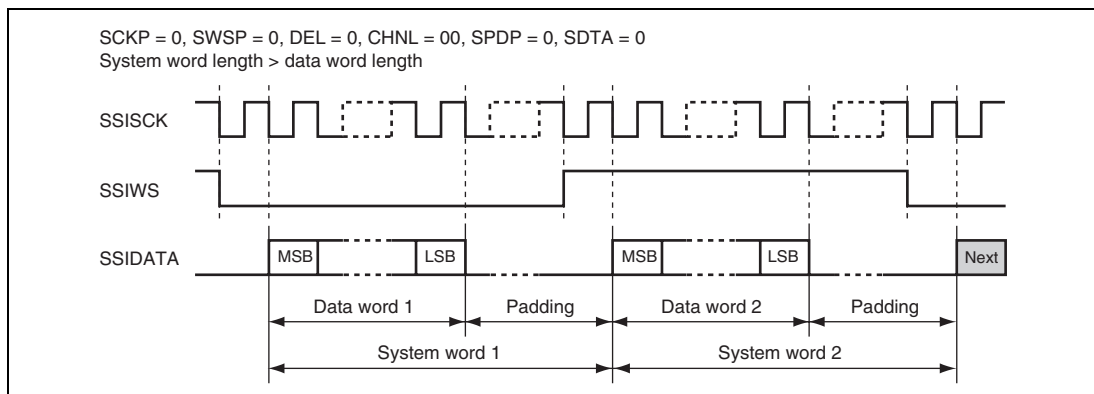 SCKP = 0, SWSP = 0, DEL = 0, CHNL = 00, SPDP = 0, SDTA = 0
System word length > data word length
SSISCK
SSIWS
SSIDATA
MSB
LSB
MSB
LSB
Next
Data word 1
Padding
Data word 2
Padding
System word 1
System word 2